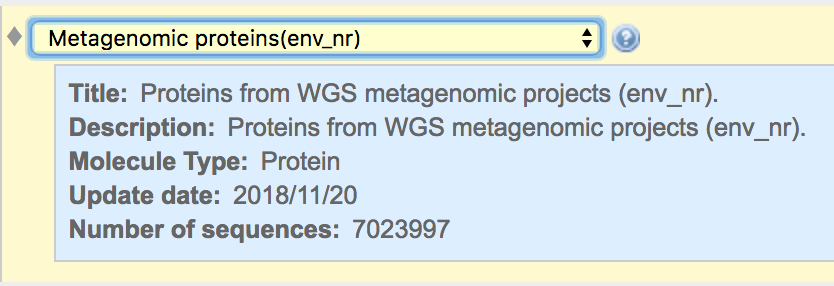 Metagenomic proteins(env_nr)
Title: Proteins from WGS metagenomic projects (env_nr).
Description: Proteins from WGS metagenomic projects (env_nr).
Molecule Type: Protein
Update date: 2018/11/20
Number of sequences: 7023997